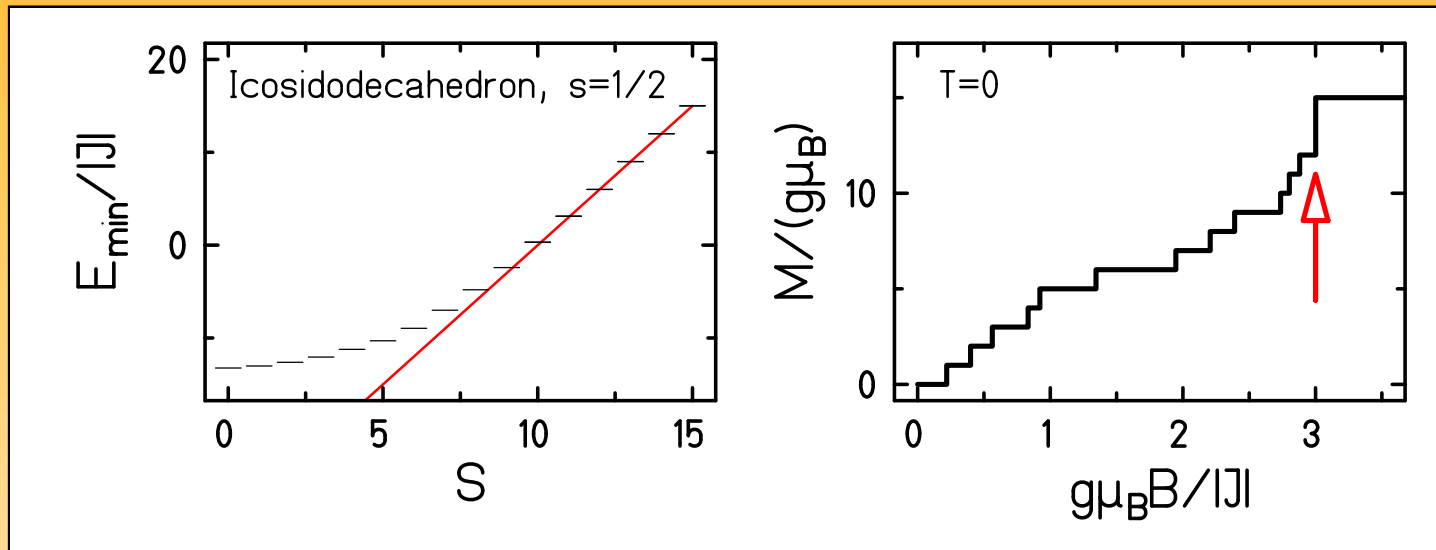 20
0
E_min/|J|
Icosidodecahedron, s=1/2
0 5 10 15
S
10
0
M/(gμ_B)
T=0
0 1 2 3
gμ_B B/|J|